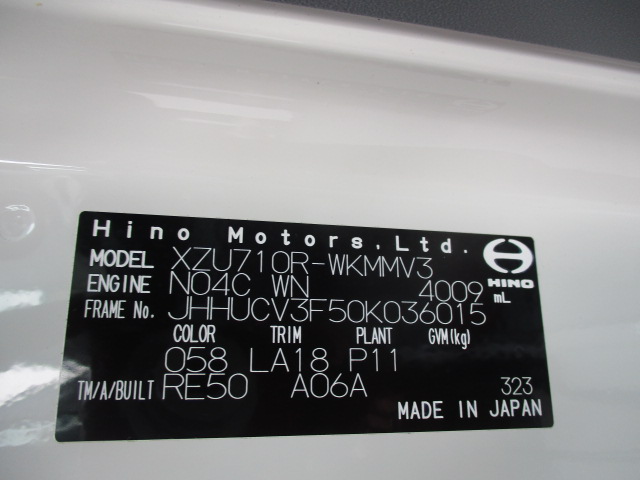 Hino Motors,Ltd.
MODEL XZU710R-WKMMV3
ENGINE N04C WN 4009 mL
HINO
FRAME No. JHHUCV3F50K036015
COLOR TRIM PLANT GVM(kg)
058 LA18 P11
TM/A/BUILT RE50 A06A 323
MADE IN JAPAN